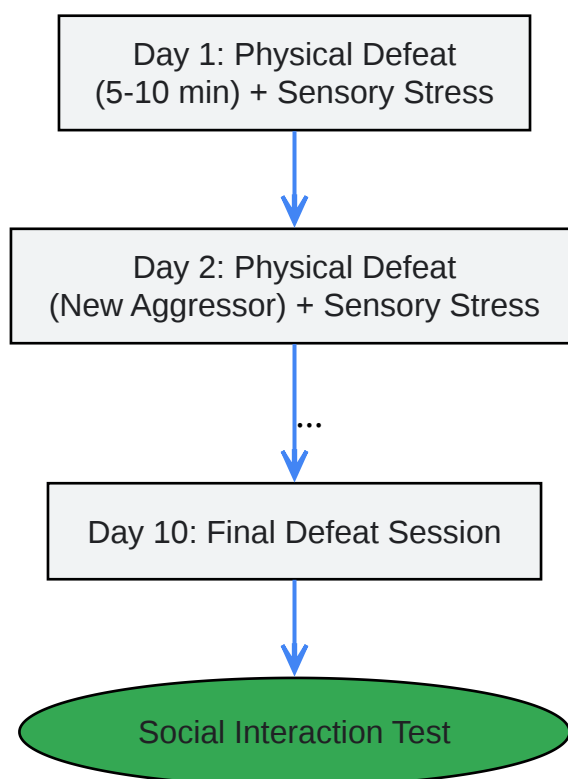 Day 1: Physical Defeat
(5-10 min) + Sensory Stress
Day 2: Physical Defeat
(New Aggressor) + Sensory Stress
...
Day 10: Final Defeat Session
Social Interaction Test